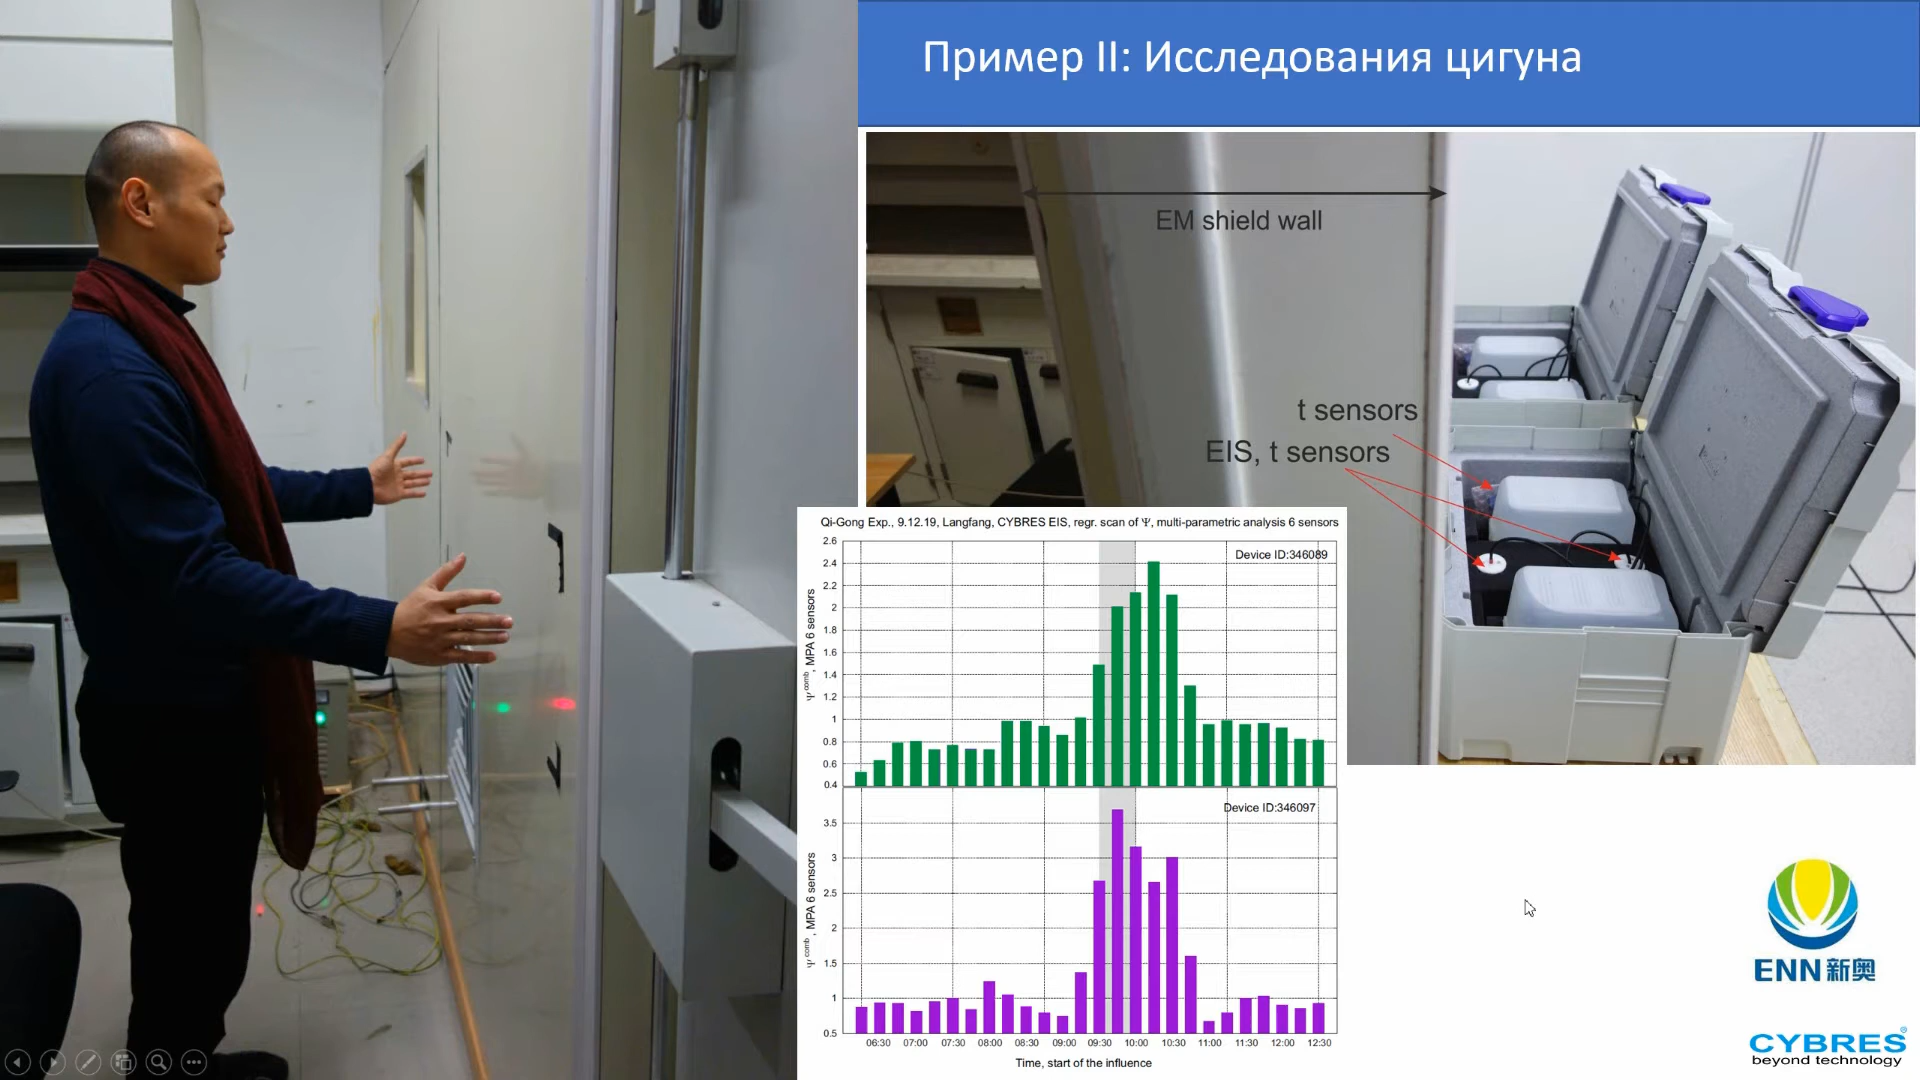 Пример II: Исследования цигуна
EM shield wall
t sensors
EIS, t sensors
Qi-Gong Exp., 9.12.19, Langfang, CYBRES EIS, regr. scan of Ψ, multi-parametric analysis 6 sensors
Device ID:346089
Ψcomb, MPA 6 sensors
2.6
2.4
2.2
2
1.8
1.6
1.4
1.2
1
0.8
0.6
0.4
Device ID:346097
Ψcomb, MPA 6 sensors
3.5
3
2.5
2
1.5
1
0.5
06:30 07:00 07:30 08:00 08:30 09:00 09:30 10:00 10:30 11:00 11:30 12:00 12:30
Time, start of the influence
ENN新奥
CYBRES®
beyond technology